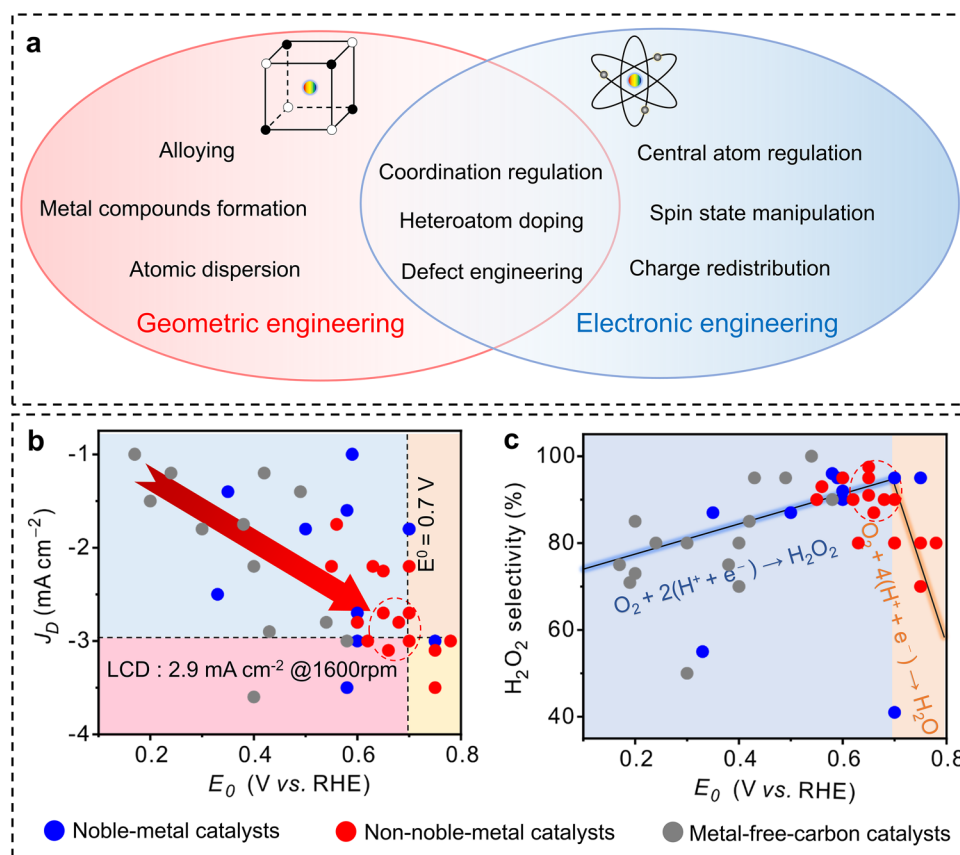 a
Alloying
Metal compounds formation
Atomic dispersion
Geometric engineering
Coordination regulation
Heteroatom doping
Defect engineering
Central atom regulation
Spin state manipulation
Charge redistribution
Electronic engineering
b
-1
-2
-3
-4
J_D (mA cm⁻²)
E⁰ = 0.7 V
LCD : 2.9 mA cm⁻² @1600rpm
0.2 0.4 0.6 0.8
E₀ (V vs. RHE)
c
100
80
60
40
H₂O₂ selectivity (%)
O₂ + 2(H⁺ + e⁻) → H₂O₂
O₂ + 4(H⁺ + e⁻) → H₂O
0.2 0.4 0.6 0.8
E₀ (V vs. RHE)
Noble-metal catalysts
Non-noble-metal catalysts
Metal-free-carbon catalysts